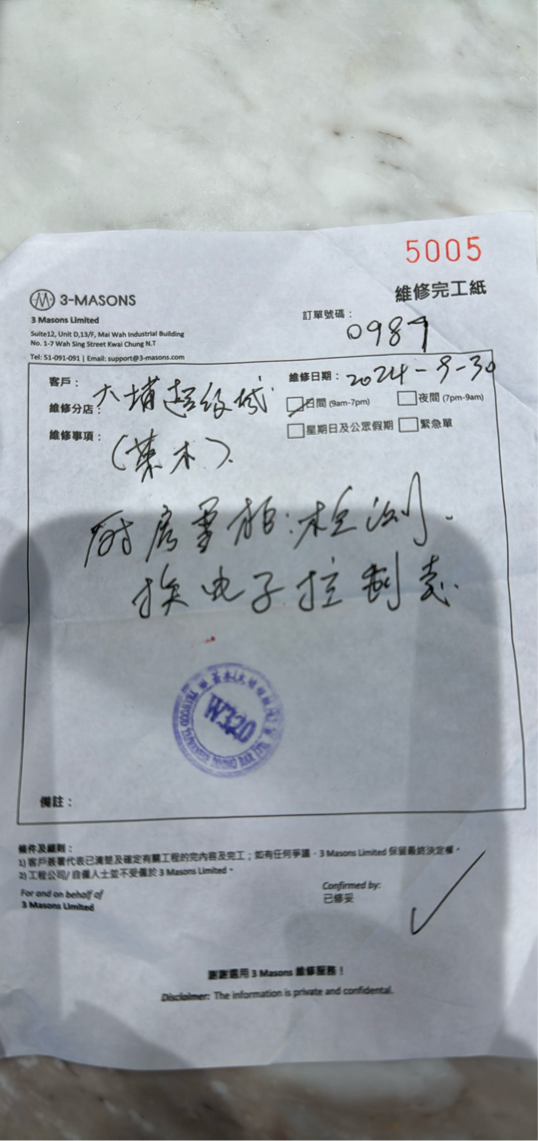 5005
維修完工紙
3-MASONS
3 Masons Limited
Suite12, Unit D,13/F, Mai Wah Industrial Building
No. 1-7 Wah Sing Street Kwai Chung N.T
Tel: 51-091-091 | Email: support@3-masons.com
訂單號碼：
0989
客戶：
維修日期：2024-9-30
維修分店：大埔超級城
日間 (9am-7pm) 夜間 (7pm-9am)
維修事項：
星期日及公眾假期 緊急單
(葉木).
厨房雪柜:检测.
换电子控制表.
W320
備註：
條件及細則：
1) 客戶簽署代表已清楚及確定有關工程的完內容及完工；如有任何爭議，3 Masons Limited 保留最終決定權。
2) 工程公司/ 自僱人士並不受僱於 3 Masons Limited。
For and on behalf of
3 Masons Limited
Confirmed by:
已修妥
謝謝選用 3 Masons 維修服務！
Disclaimer: The information is private and confidential.